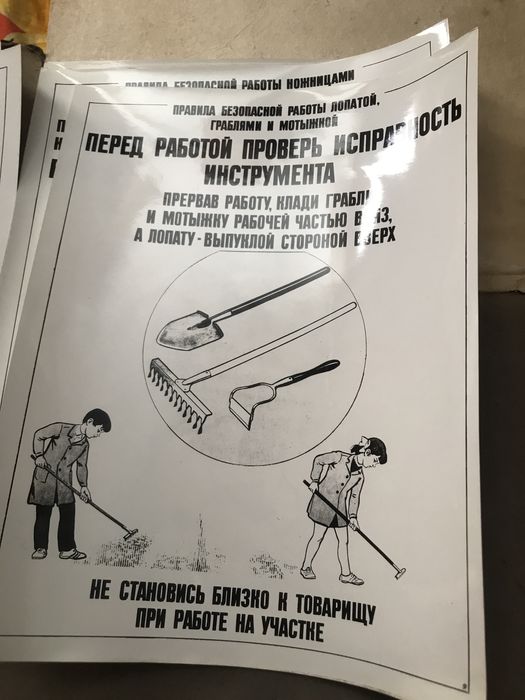 ПРАВИЛА БЕЗОПАСНОЙ РАБОТЫ НОЖНИЦАМИ
ПРАВИЛА БЕЗОПАСНОЙ РАБОТЫ ЛОПАТОЙ,
ГРАБЛЯМИ И МОТЫЖНОЙ
ПЕРЕД РАБОТОЙ ПРОВЕРЬ ИСПРАВНОСТЬ
ИНСТРУМЕНТА
ПРЕРВАВ РАБОТУ, КЛАДИ ГРАБЛИ
И МОТЫЖКУ РАБОЧЕЙ ЧАСТЬЮ ВНИЗ,
А ЛОПАТУ - ВЫПУКЛОЙ СТОРОНОЙ ВВЕРХ
НЕ СТАНОВИСЬ БЛИЗКО К ТОВАРИЩУ
ПРИ РАБОТЕ НА УЧАСТКЕ
9